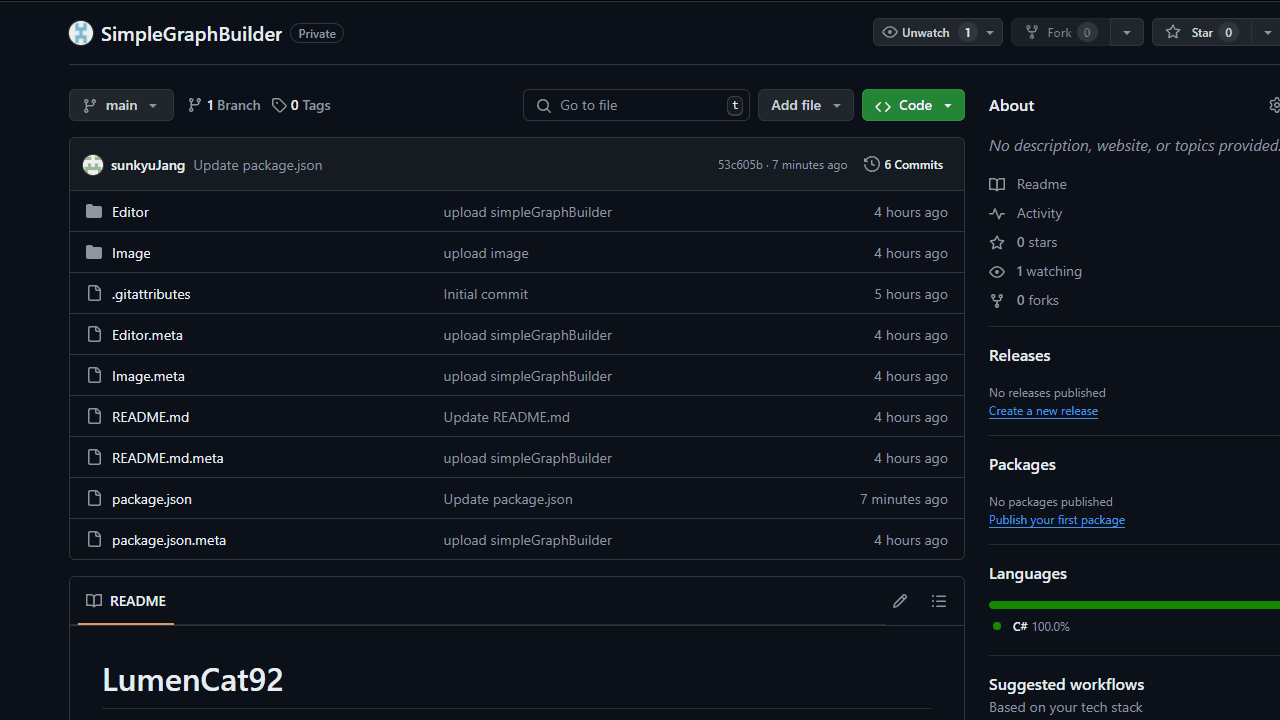 SimpleGraphBuilder Private Unwatch 1 Fork 0 Star 0
main 1 Branch 0 Tags Go to file t Add file Code
sunkyuJang Update package.json 53c605b · 7 minutes ago 6 Commits
Editor upload simpleGraphBuilder 4 hours ago
Image upload image 4 hours ago
.gitattributes Initial commit 5 hours ago
Editor.meta upload simpleGraphBuilder 4 hours ago
Image.meta upload simpleGraphBuilder 4 hours ago
README.md Update README.md 4 hours ago
README.md.meta upload simpleGraphBuilder 4 hours ago
package.json Update package.json 7 minutes ago
package.json.meta upload simpleGraphBuilder 4 hours ago
README
LumenCat92
About
No description, website, or topics provided.
Readme
Activity
0 stars
1 watching
0 forks
Releases
No releases published
Create a new release
Packages
No packages published
Publish your first package
Languages
C# 100.0%
Suggested workflows
Based on your tech stack